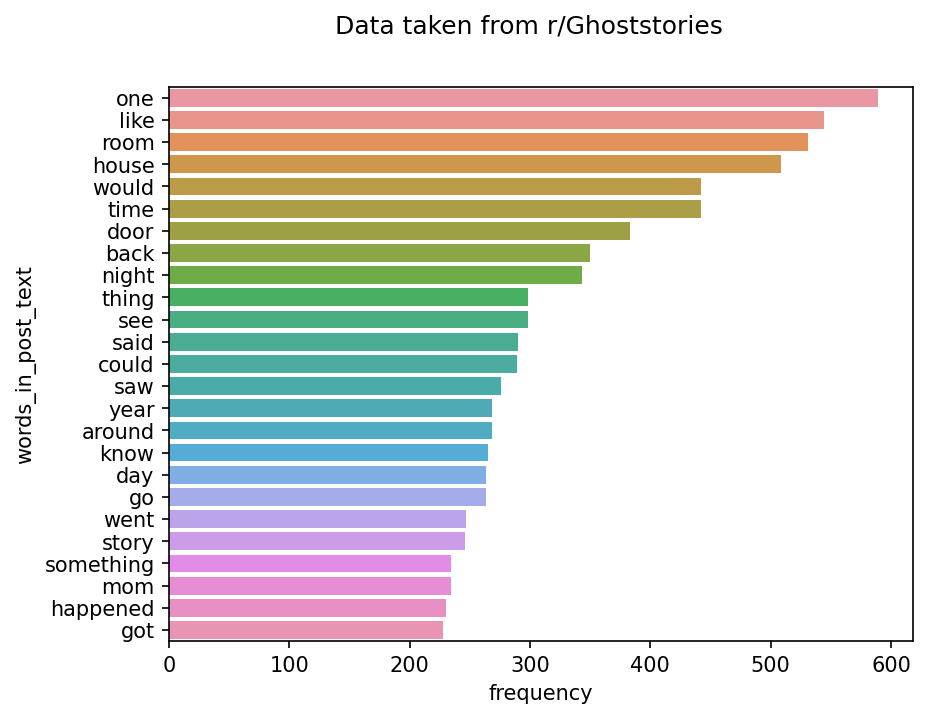 Data taken from r/Ghoststories
words_in_post_text
one
like
room
house
would
time
door
back
night
thing
see
said
could
saw
year
around
know
day
go
went
story
something
mom
happened
got
0 100 200 300 400 500 600
frequency